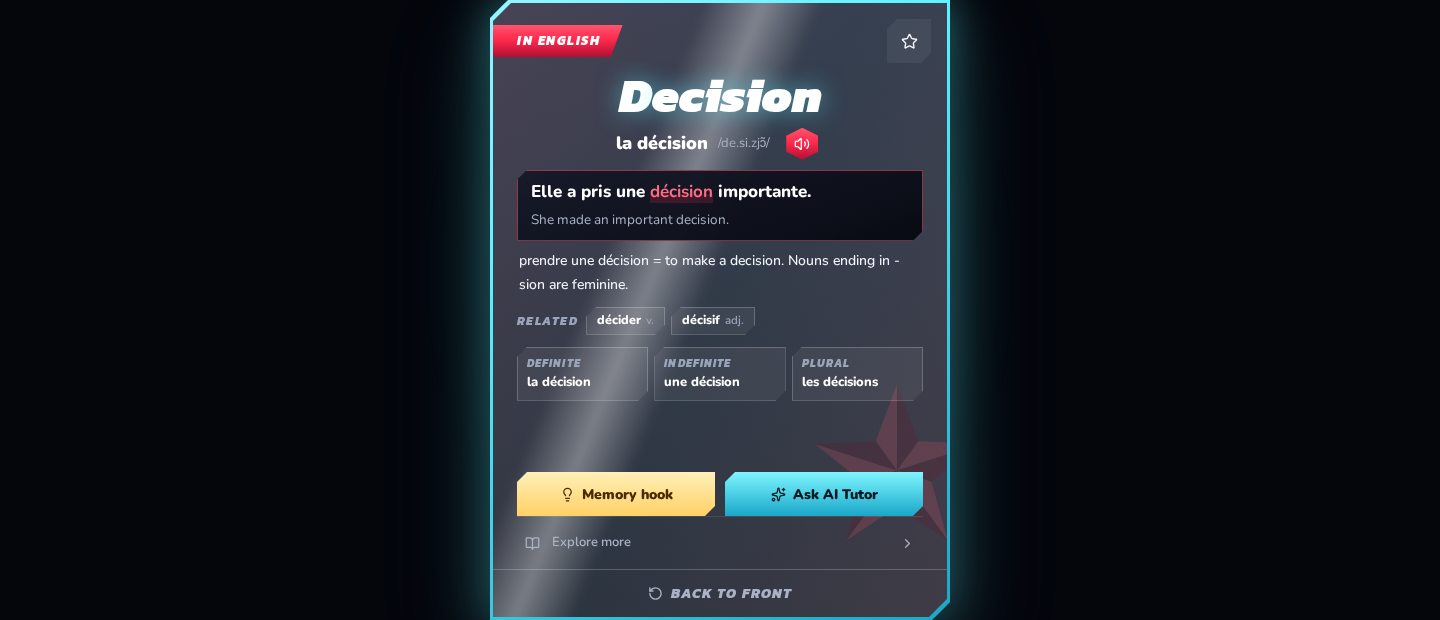 IN ENGLISH
Decision
la décision /de.si.zjɔ̃/
Elle a pris une décision importante.
She made an important decision.
prendre une décision = to make a decision. Nouns ending in -
sion are feminine.
RELATED décider v. décisif adj.
DEFINITE INDEFINITE PLURAL
la décision une décision les décisions
Memory hook Ask AI Tutor
Explore more
BACK TO FRONT